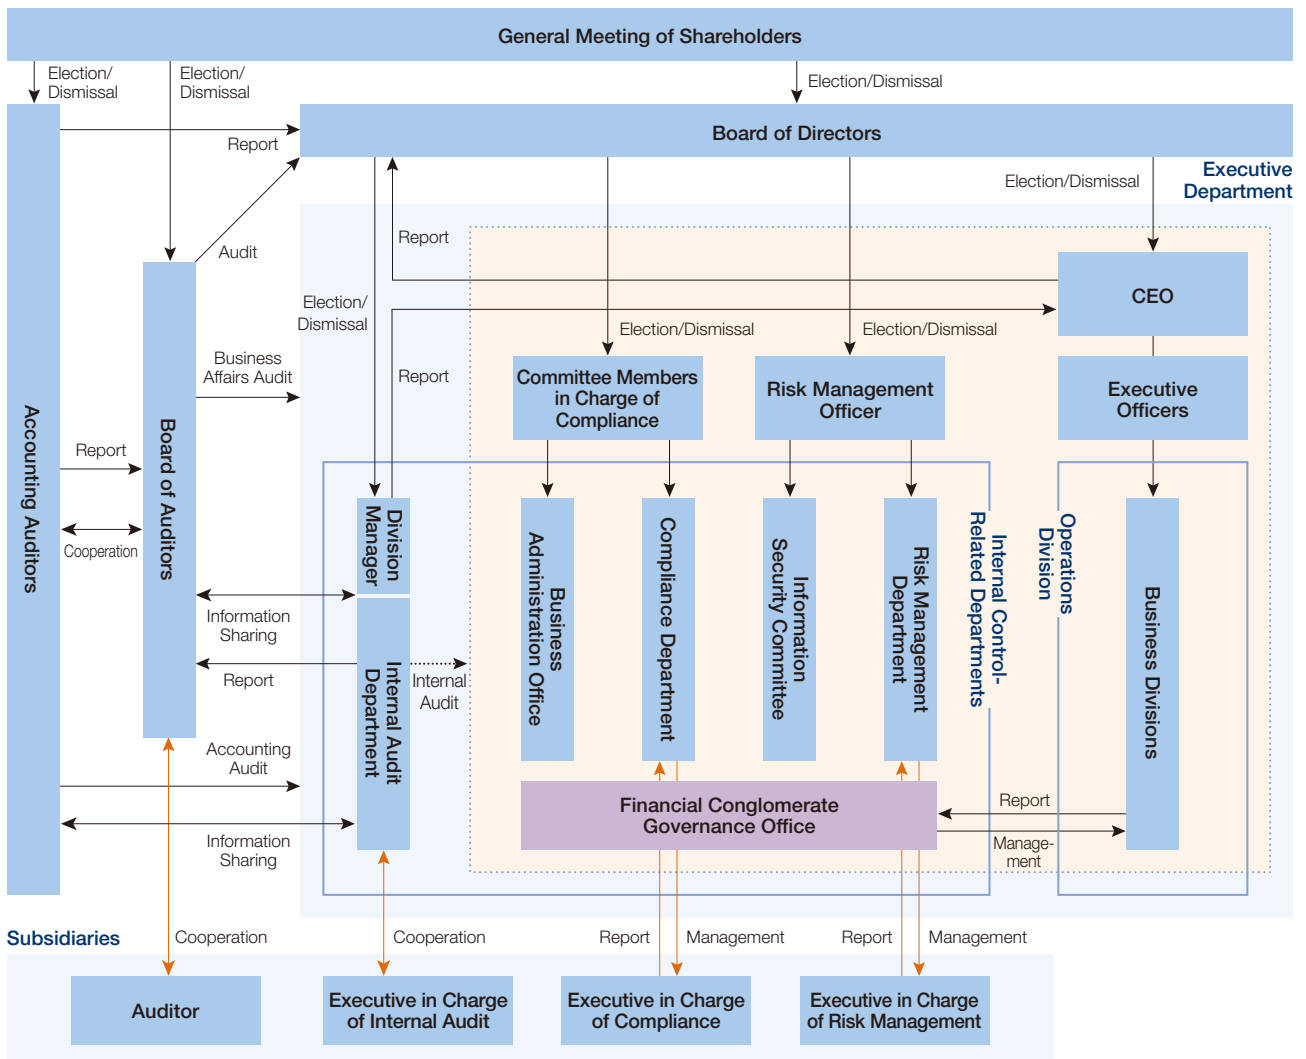 General Meeting of Shareholders
Election/
Dismissal
Election/
Dismissal
Election/Dismissal
Board of Directors
Report
Executive
Department
Election/Dismissal
Audit
Report
CEO
Election/
Dismissal
Election/Dismissal
Election/Dismissal
Business
Affairs Audit
Report
Committee Members
in Charge of
Compliance
Risk Management
Officer
Executive
Officers
Accounting Auditors
Board of Auditors
Report
Cooperation
Division
Manager
Business
Administration Office
Compliance Department
Information
Security Committee
Risk Management
Department
Internal Control-
Related Departments
Operations
Division
Business Divisions
Information
Sharing
Report
Internal Audit
Department
Internal
Audit
Accounting
Audit
Information
Sharing
Financial Conglomerate
Governance Office
Report
Manage-
ment
Subsidiaries
Cooperation
Cooperation
Report
Management
Report
Management
Auditor
Executive in Charge
of Internal Audit
Executive in Charge
of Compliance
Executive in Charge
of Risk Management